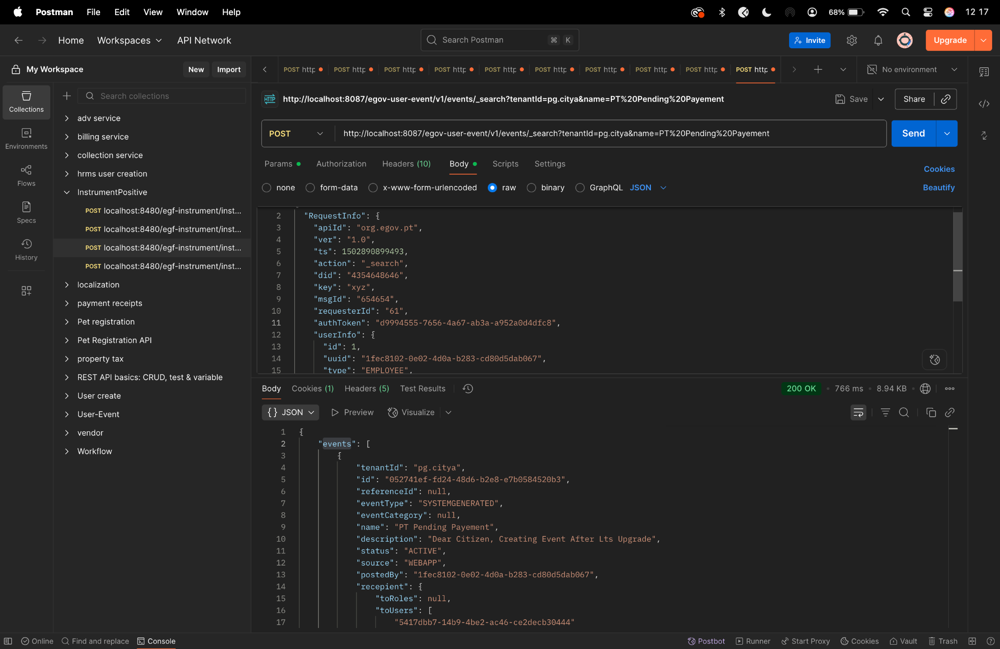 Postman File Edit View Window Help 68% 12 17
Home Workspaces API Network Search Postman ⌘ K Invite Upgrade
My Workspace New Import
POST http POST http POST http POST http POST http POST http POST http POST http POST http POST http No environment
Collections
Environments
Flows
Specs
History
Search collections
adv service
billing service
collection service
hrms user creation
InstrumentPositive
POST localhost:8480/egf-instrument/inst...
POST localhost:8480/egf-instrument/inst...
POST localhost:8480/egf-instrument/inst...
POST localhost:8480/egf-instrument/inst...
localization
payment receipts
Pet registration
Pet Registration API
property tax
REST API basics: CRUD, test & variable
User create
User-Event
vendor
Workflow
HTTP http://localhost:8087/egov-user-event/v1/events/_search?tenantId=pg.citya&name=PT%20Pending%20Payement Save Share
POST http://localhost:8087/egov-user-event/v1/events/_search?tenantId=pg.citya&name=PT%20Pending%20Payement Send
Params Authorization Headers (10) Body Scripts Settings Cookies
none form-data x-www-form-urlencoded raw binary GraphQL JSON Beautify
2 "RequestInfo": {
3 "apiId": "org.egov.pt",
4 "ver": "1.0",
5 "ts": 1502890899493,
6 "action": "_search",
7 "did": "4354648646",
8 "key": "xyz",
9 "msgId": "654654",
10 "requesterId": "61",
11 "authToken": "d9994555-7656-4a67-ab3a-a952a0d4dfc8",
12 "userInfo": {
13 "id": 1,
14 "uuid": "1fec8102-0e02-4d0a-b283-cd80d5dab067",
15 "type": "EMPLOYEE",
Body Cookies (1) Headers (5) Test Results 200 OK 766 ms 8.94 KB
{} JSON Preview Visualize
1 {
2 "events": [
3 {
4 "tenantId": "pg.citya",
5 "id": "052741ef-fd24-48d6-b2e8-e7b0584520b3",
6 "referenceId": null,
7 "eventType": "SYSTEMGENERATED",
8 "eventCategory": null,
9 "name": "PT Pending Payement",
10 "description": "Dear Citizen, Creating Event After Lts Upgrade",
11 "status": "ACTIVE",
12 "source": "WEBAPP",
13 "postedBy": "1fec8102-0e02-4d0a-b283-cd80d5dab067",
14 "recepient": {
15 "toRoles": null,
16 "toUsers": [
17 "5417dbb7-14b9-4be2-ac46-ce2decb30444"
Online Find and replace Console Postbot Runner Start Proxy Cookies Vault Trash